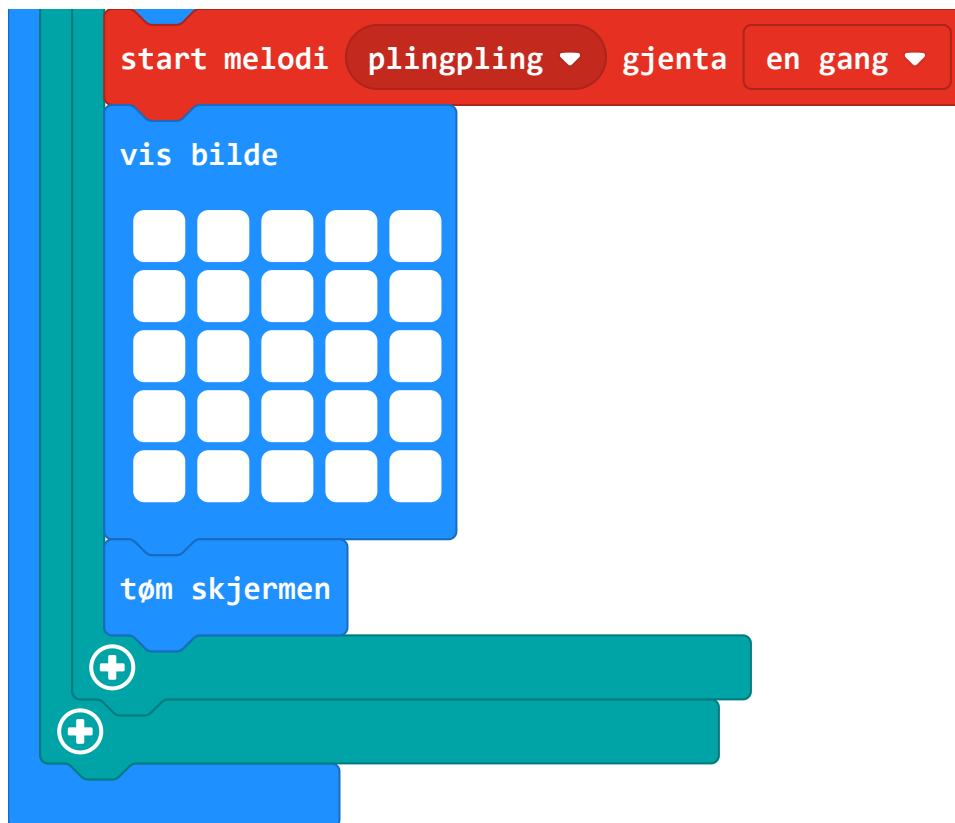 start melodi plingpling gjenta en gang
vis bilde
tøm skjermen